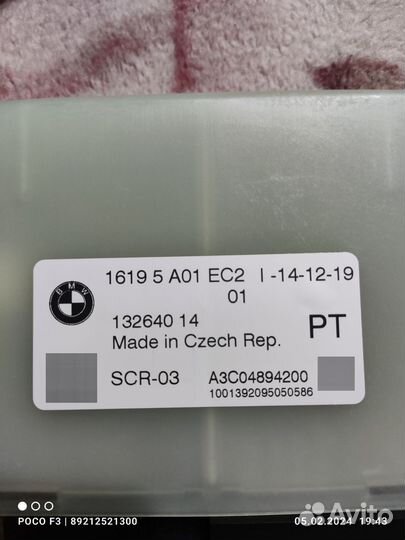 BMW
1619 5 A01 EC2 I -14-12-19
01
132640 14
PT
Made in Czech Rep.
SCR-03 A3C04894200
1001392095050586
POCO F3 | 89212521300
05.02.2024 19:43
Avito